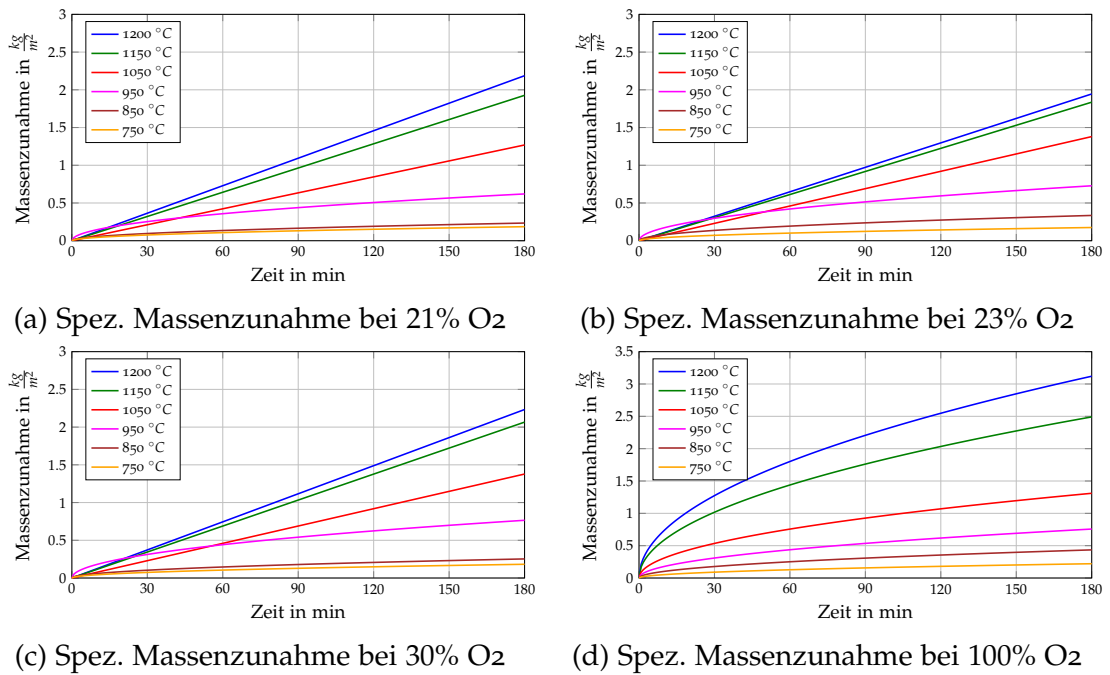 Massenzunahme in kg/m²
3
2.5
2
1.5
1
0.5
0
1200 °C
1150 °C
1050 °C
950 °C
850 °C
750 °C
0 30 60 90 120 150 180
Zeit in min
(a) Spez. Massenzunahme bei 21% O2
Massenzunahme in kg/m²
3
2.5
2
1.5
1
0.5
0
1200 °C
1150 °C
1050 °C
950 °C
850 °C
750 °C
0 30 60 90 120 150 180
Zeit in min
(b) Spez. Massenzunahme bei 23% O2
Massenzunahme in kg/m²
3
2.5
2
1.5
1
0.5
0
1200 °C
1150 °C
1050 °C
950 °C
850 °C
750 °C
0 30 60 90 120 150 180
Zeit in min
(c) Spez. Massenzunahme bei 30% O2
Massenzunahme in kg/m²
3.5
3
2.5
2
1.5
1
0.5
0
1200 °C
1150 °C
1050 °C
950 °C
850 °C
750 °C
0 30 60 90 120 150 180
Zeit in min
(d) Spez. Massenzunahme bei 100% O2